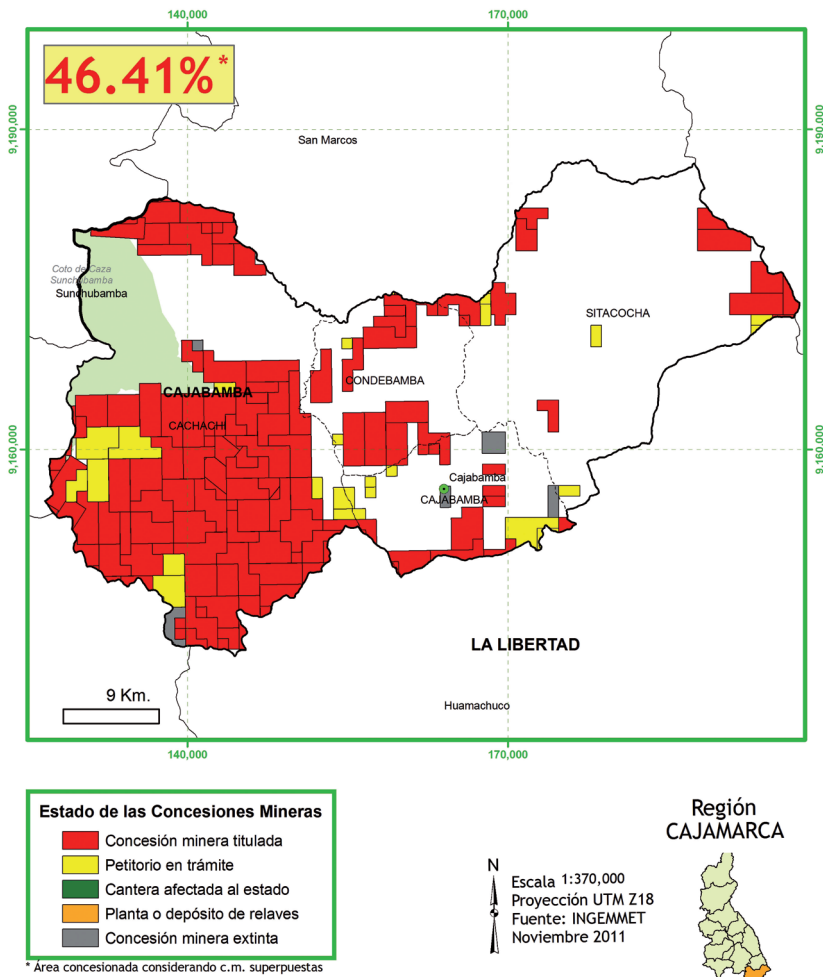 140,000
170,000
46.41%*
9,190,000
9,190,000
San Marcos
Coto de Caza
Sunchubamba
Sunchubamba
SITACOCHA
CONDEBAMBA
CAJABAMBA
CACHACHI
9,160,000
9,160,000
Cajabamba
CAJABAMBA
LA LIBERTAD
9 Km.
Huamachuco
140,000
170,000
Estado de las Concesiones Mineras
Concesión minera titulada
Petitorio en trámite
Cantera afectada al estado
Planta o depósito de relaves
Concesión minera extinta
* Área concesionada considerando c.m. superpuestas
N
Escala 1:370,000
Proyección UTM Z18
Fuente: INGEMMET
Noviembre 2011
Región
CAJAMARCA